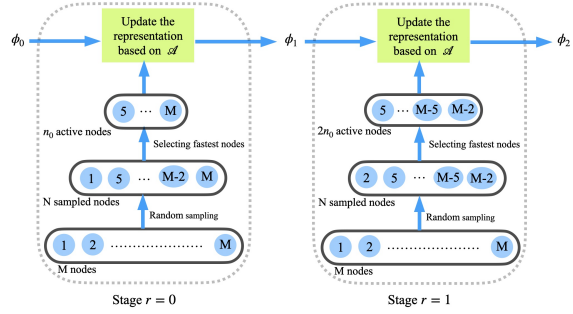 Update the
representation
based on 𝒜
ϕ₀
ϕ₁
5 ⋯ M
n₀ active nodes
Selecting fastest nodes
1 5 ⋯ M-2 M
N sampled nodes
Random sampling
1 2 ........................ M
M nodes
Stage r = 0
Update the
representation
based on 𝒜
ϕ₂
5 ⋯ M-5 M-2
2n₀ active nodes
Selecting fastest nodes
2 5 ⋯ M-5 M-2
N sampled nodes
Random sampling
1 2 ........................ M
M nodes
Stage r = 1